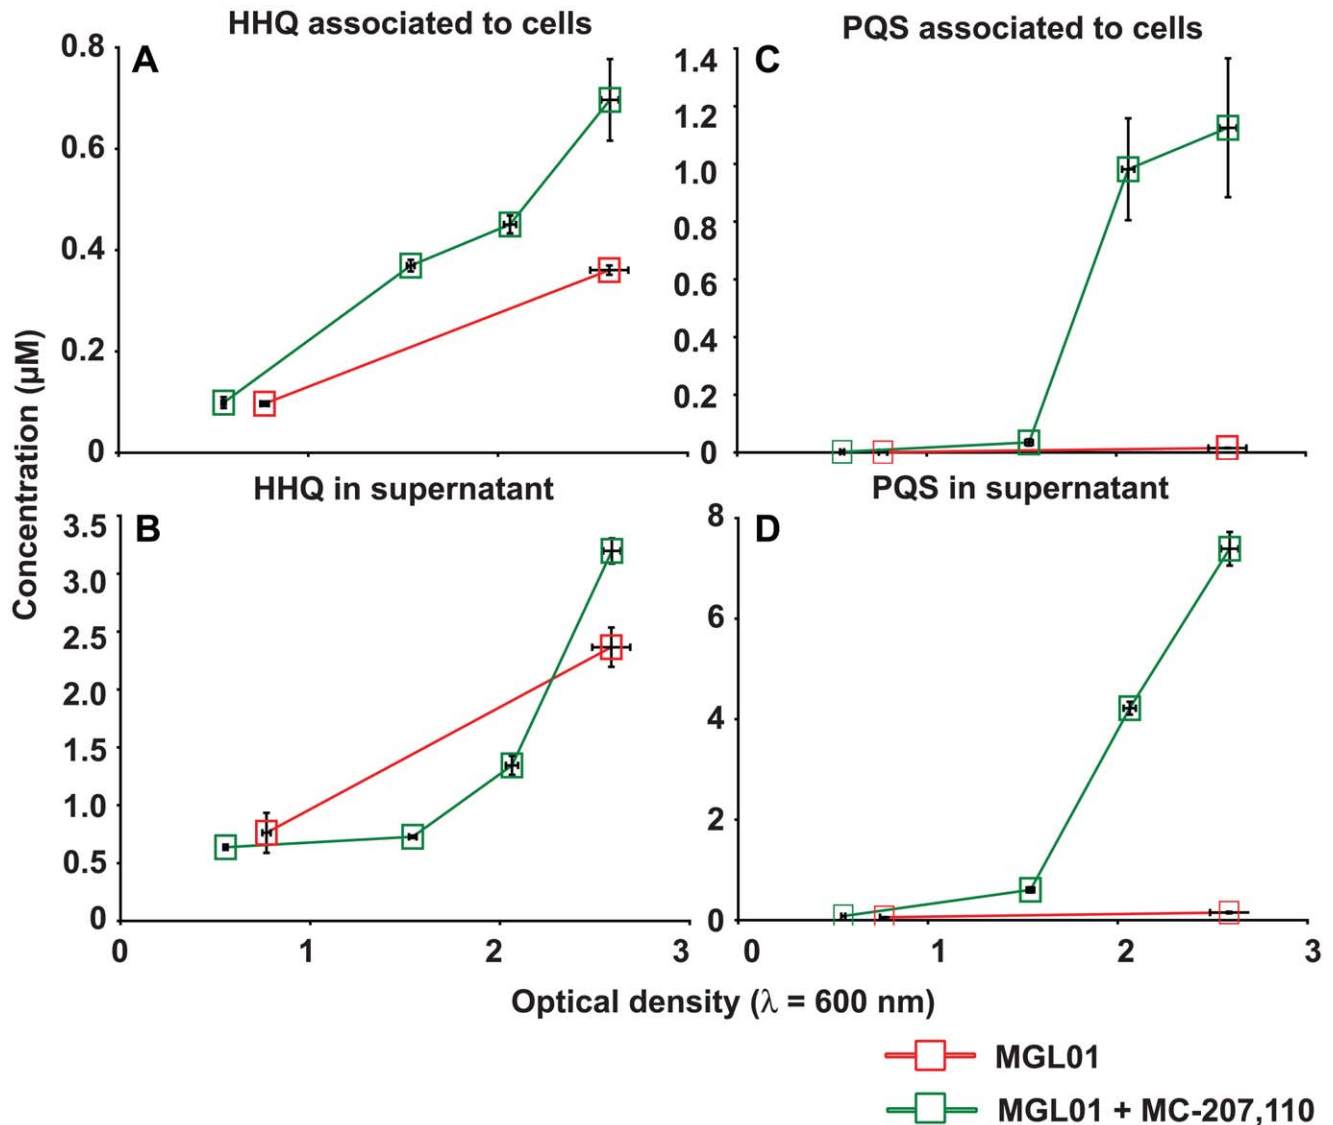 HHQ associated to cells
A
0.8
0.6
0.4
0.2
0
PQS associated to cells
C
1.4
1.2
1.0
0.8
0.6
0.4
0.2
0
HHQ in supernatant
B
3.5
3.0
2.5
2.0
1.5
1.0
0.5
0
0 1 2 3
PQS in supernatant
D
8
6
4
2
0
0 1 2 3
Concentration (µM)
Optical density (λ = 600 nm)
MGL01
MGL01 + MC-207,110